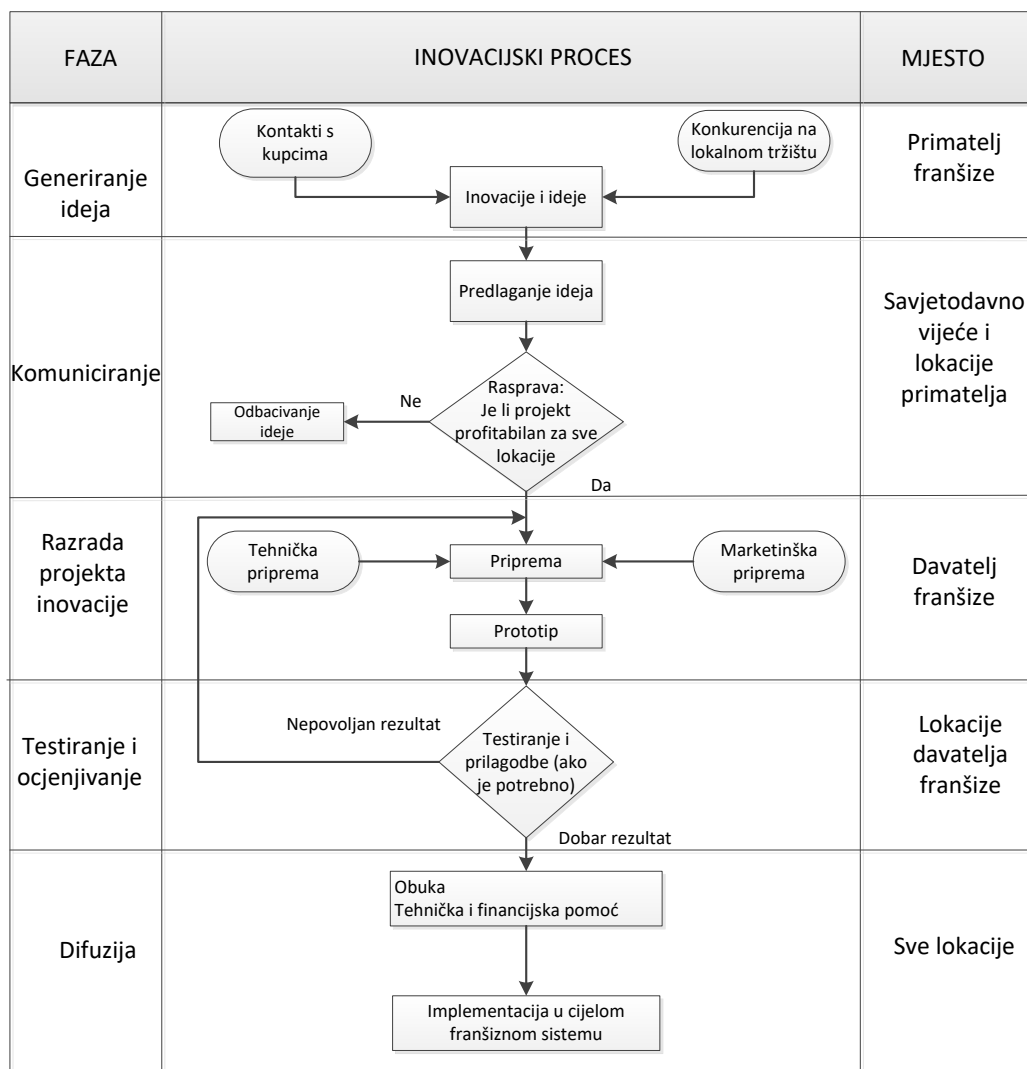 FAZA
INOVACIJSKI PROCES
MJESTO
Generiranje
ideja
Kontakti s
kupcima
Konkurencija na
lokalnom tržištu
Inovacije i ideje
Primatelj
franšize
Komuniciranje
Predlaganje ideja
Rasprava:
Je li projekt
profitabilan za sve
lokacije
Ne
Odbacivanje
ideje
Da
Savjetodavno
vijeće i
lokacije
primatelja
Razrada
projekta
inovacije
Tehnička
priprema
Priprema
Marketinška
priprema
Prototip
Davatelj
franšize
Testiranje i
ocjenjivanje
Nepovoljan rezultat
Testiranje i
prilagodbe (ako
je potrebno)
Dobar rezultat
Lokacije
davatelja
franšize
Difuzija
Obuka
Tehnička i financijska pomoć
Implementacija u cijelom
franšiznom sistemu
Sve lokacije